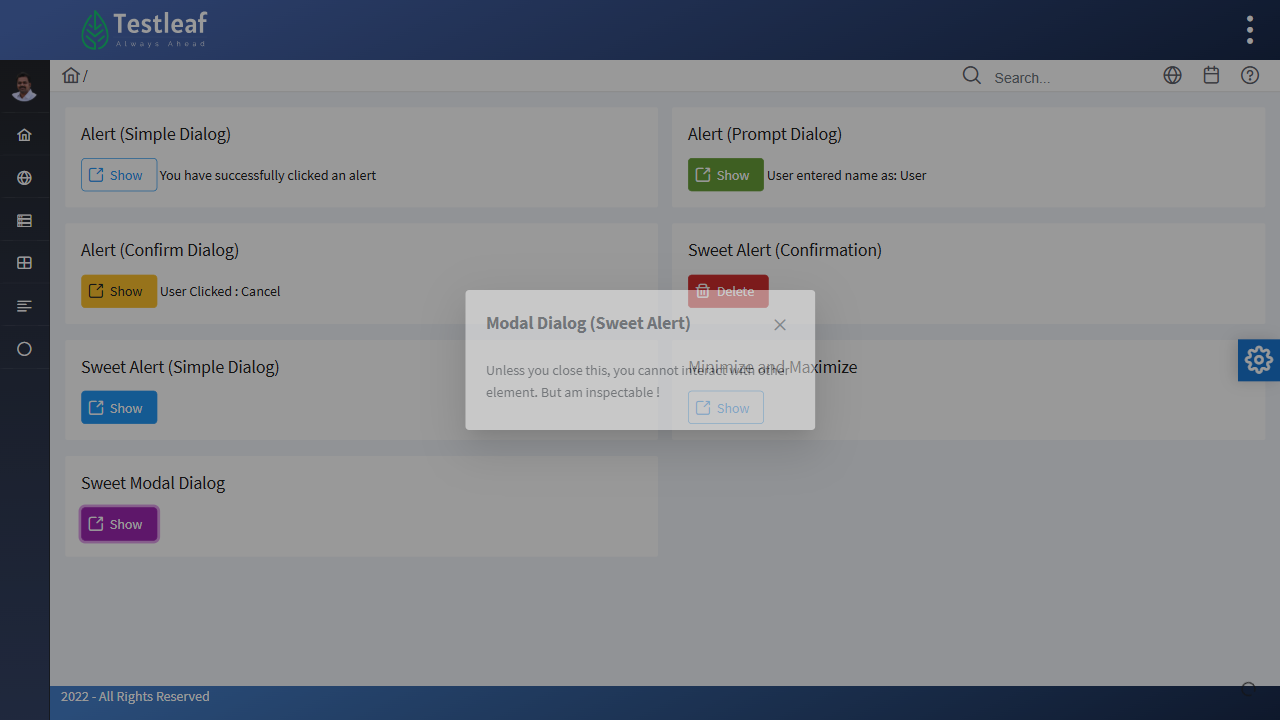 Testleaf
Always Ahead
/
Search...
Alert (Simple Dialog)
Show You have successfully clicked an alert
Alert (Prompt Dialog)
Show User entered name as: User
Alert (Confirm Dialog)
Show User Clicked : Cancel
Sweet Alert (Confirmation)
Delete
Modal Dialog (Sweet Alert)
Unless you close this, you cannot interact with other
element. But am inspectable !
Sweet Alert (Simple Dialog)
Show
Minimize and Maximize
Show
Sweet Modal Dialog
Show
2022 - All Rights Reserved